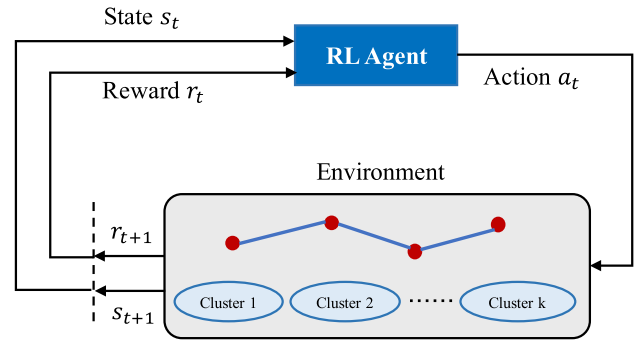 State s_t
RL Agent
Reward r_t
Action a_t
Environment
r_{t+1}
Cluster 1
Cluster 2
......
Cluster k
s_{t+1}